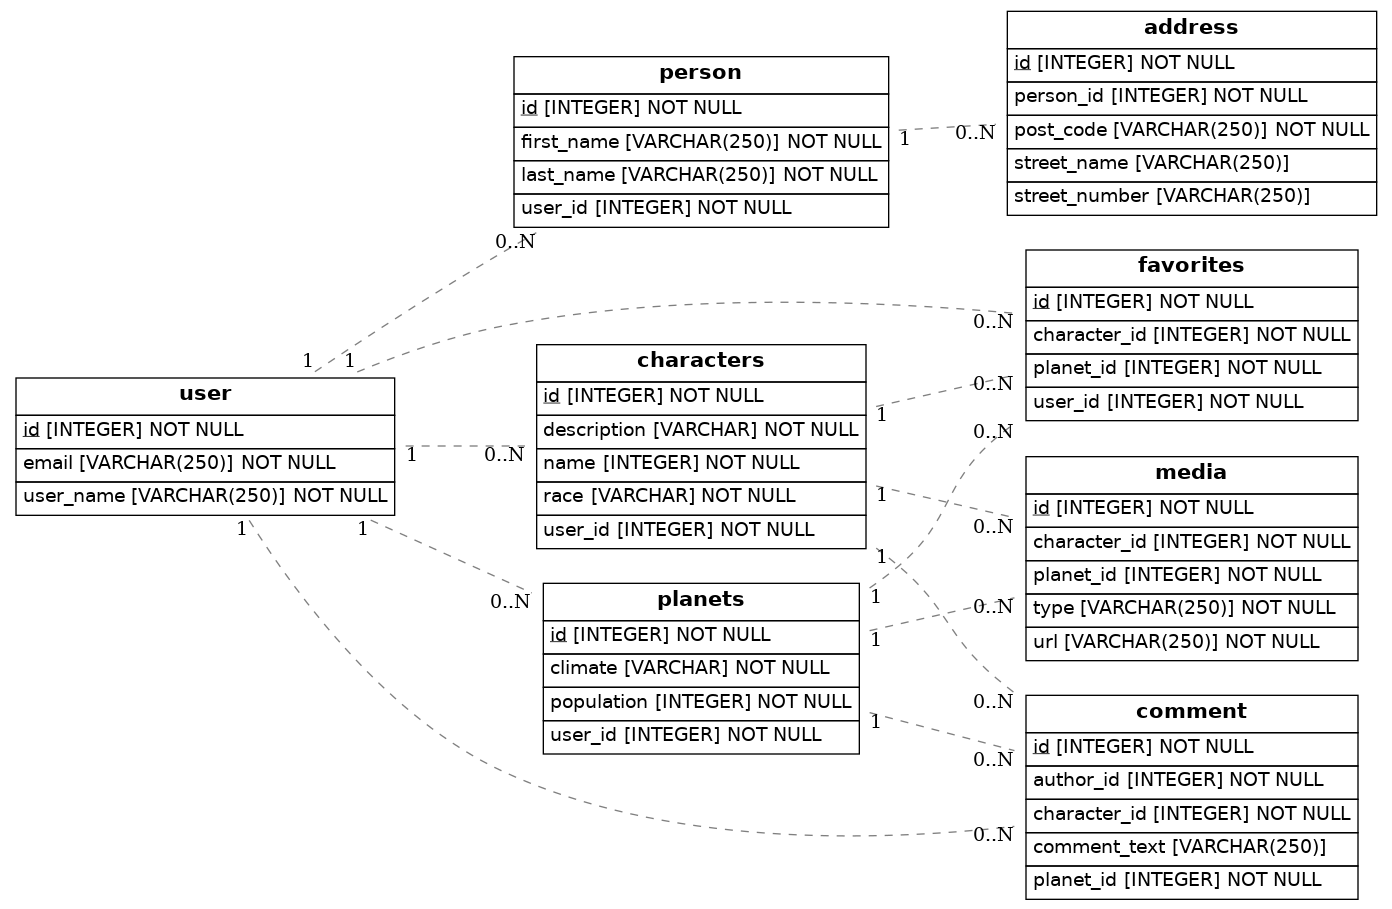 address
id [INTEGER] NOT NULL
person_id [INTEGER] NOT NULL
post_code [VARCHAR(250)] NOT NULL
street_name [VARCHAR(250)]
street_number [VARCHAR(250)]
person
id [INTEGER] NOT NULL
first_name [VARCHAR(250)] NOT NULL
last_name [VARCHAR(250)] NOT NULL
user_id [INTEGER] NOT NULL
1
0..N
0..N
1
1
0..N
favorites
id [INTEGER] NOT NULL
character_id [INTEGER] NOT NULL
planet_id [INTEGER] NOT NULL
user_id [INTEGER] NOT NULL
user
id [INTEGER] NOT NULL
email [VARCHAR(250)] NOT NULL
user_name [VARCHAR(250)] NOT NULL
1
0..N
1
1
0..N
0..N
characters
id [INTEGER] NOT NULL
description [VARCHAR] NOT NULL
name [INTEGER] NOT NULL
race [VARCHAR] NOT NULL
user_id [INTEGER] NOT NULL
1
0..N
1
0..N
1
0..N
media
id [INTEGER] NOT NULL
character_id [INTEGER] NOT NULL
planet_id [INTEGER] NOT NULL
type [VARCHAR(250)] NOT NULL
url [VARCHAR(250)] NOT NULL
planets
id [INTEGER] NOT NULL
climate [VARCHAR] NOT NULL
population [INTEGER] NOT NULL
user_id [INTEGER] NOT NULL
1
0..N
1
0..N
1
0..N
comment
id [INTEGER] NOT NULL
author_id [INTEGER] NOT NULL
character_id [INTEGER] NOT NULL
comment_text [VARCHAR(250)]
planet_id [INTEGER] NOT NULL